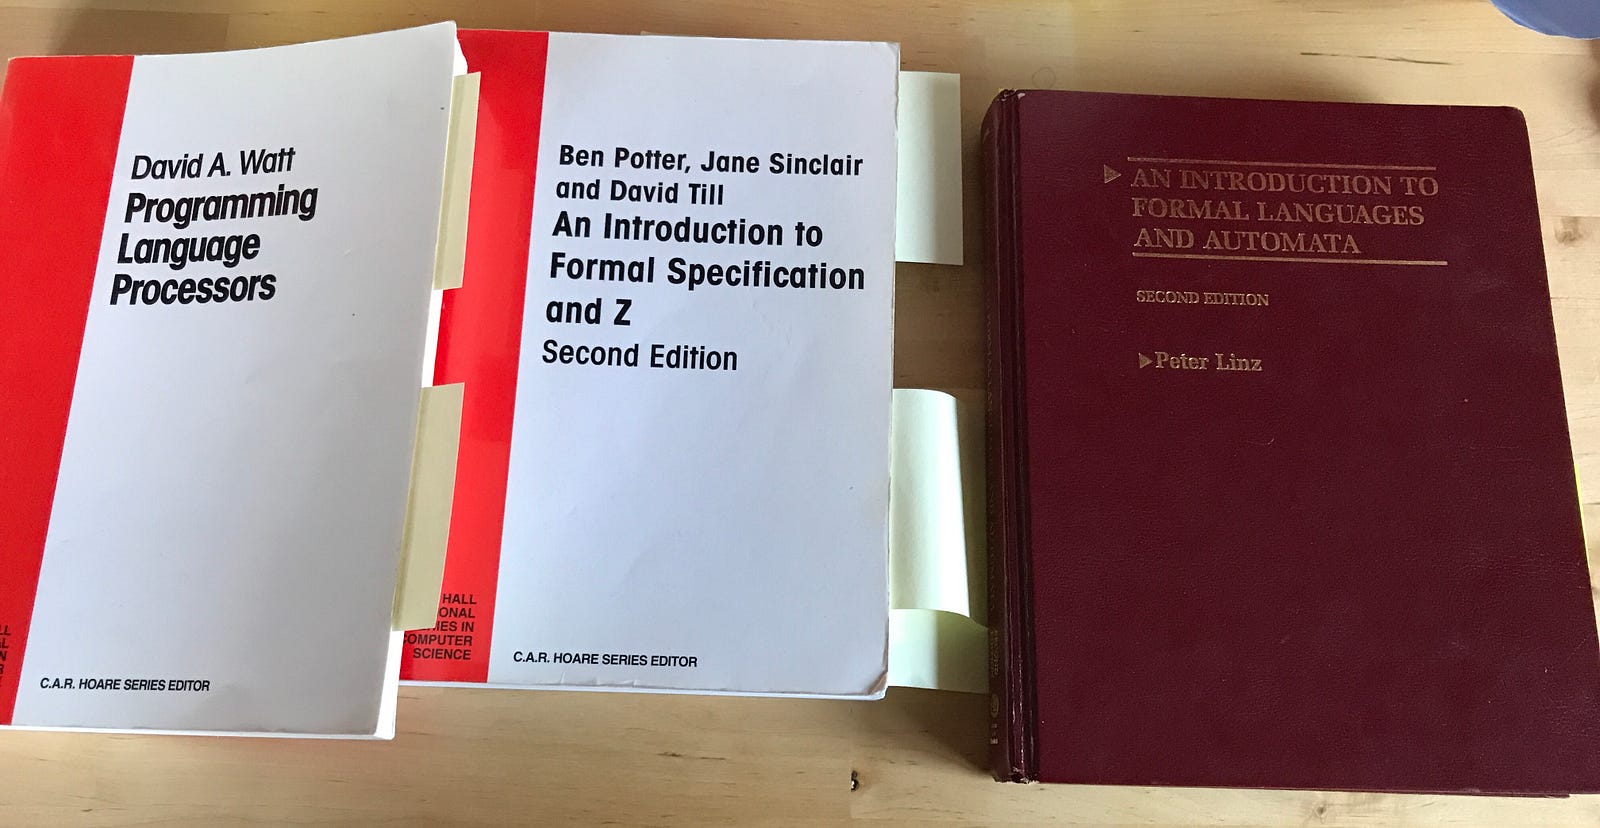 David A. Watt
Programming
Language
Processors
C.A.R. HOARE SERIES EDITOR
Ben Potter, Jane Sinclair
and David Till
An Introduction to
Formal Specification
and Z
Second Edition
HALL
COMPUTER
SCIENCE
C.A.R. HOARE SERIES EDITOR
AN INTRODUCTION TO
FORMAL LANGUAGES
AND AUTOMATA
SECOND EDITION
Peter Linz